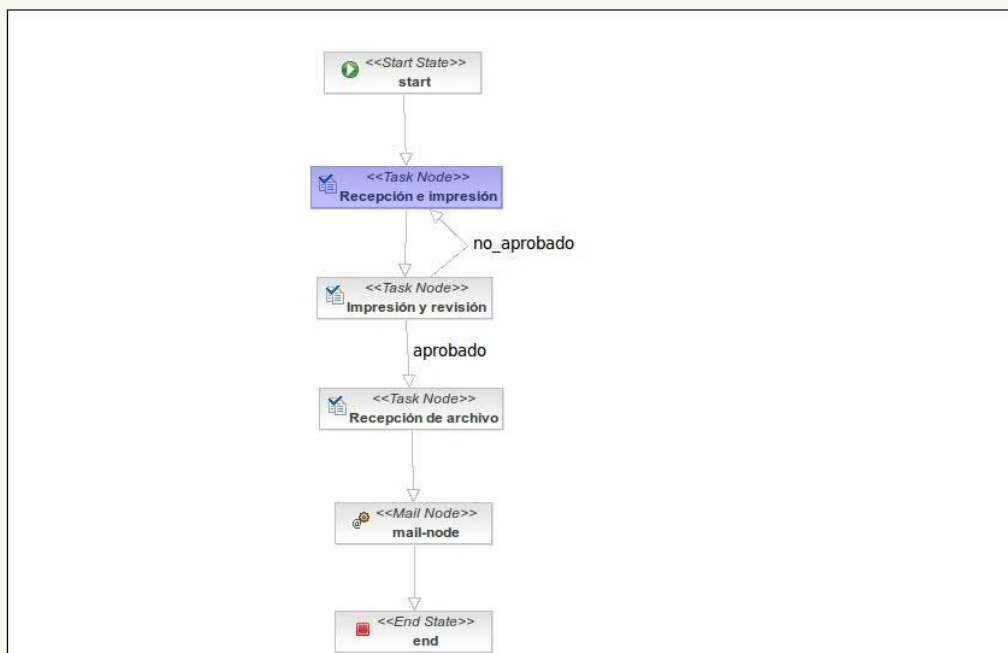 <<Start State>>
start
<<Task Node>>
Recepción e impresión
no_aprobado
<<Task Node>>
Impresión y revisión
aprobado
<<Task Node>>
Recepción de archivo
<<Mail Node>>
mail-node
<<End State>>
end